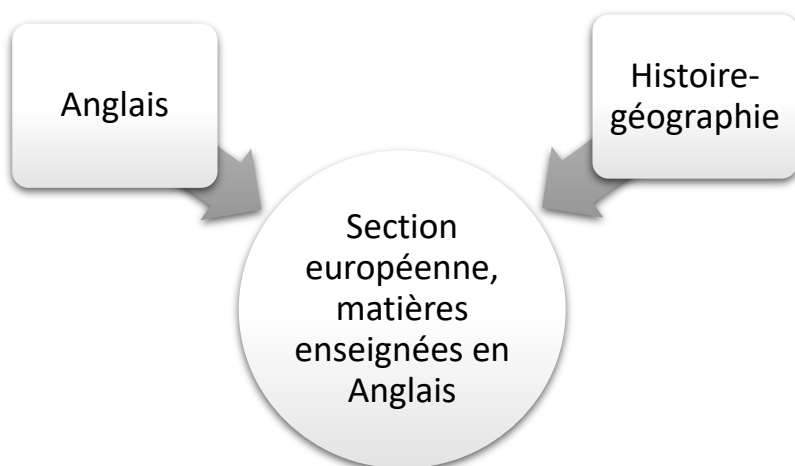 Anglais
Histoire-
géographie
Section
européenne,
matières
enseignées en
Anglais